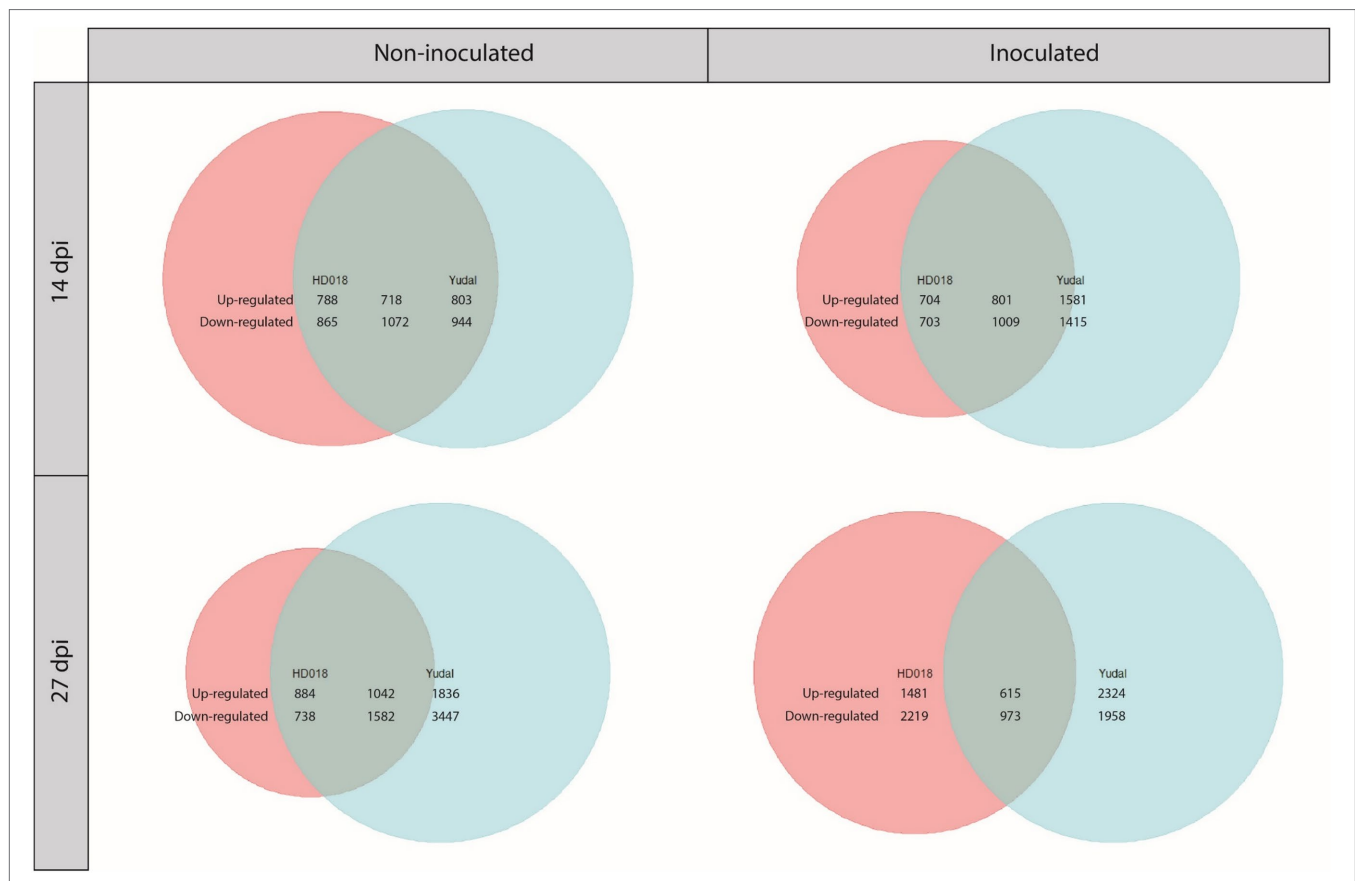 Non-inoculated
Inoculated
14 dpi
HD018 Yudal
Up-regulated 788 718 803
Down-regulated 865 1072 944
HD018 Yudal
Up-regulated 704 801 1581
Down-regulated 703 1009 1415
27 dpi
HD018 Yudal
Up-regulated 884 1042 1836
Down-regulated 738 1582 3447
HD018 Yudal
Up-regulated 1481 615 2324
Down-regulated 2219 973 1958